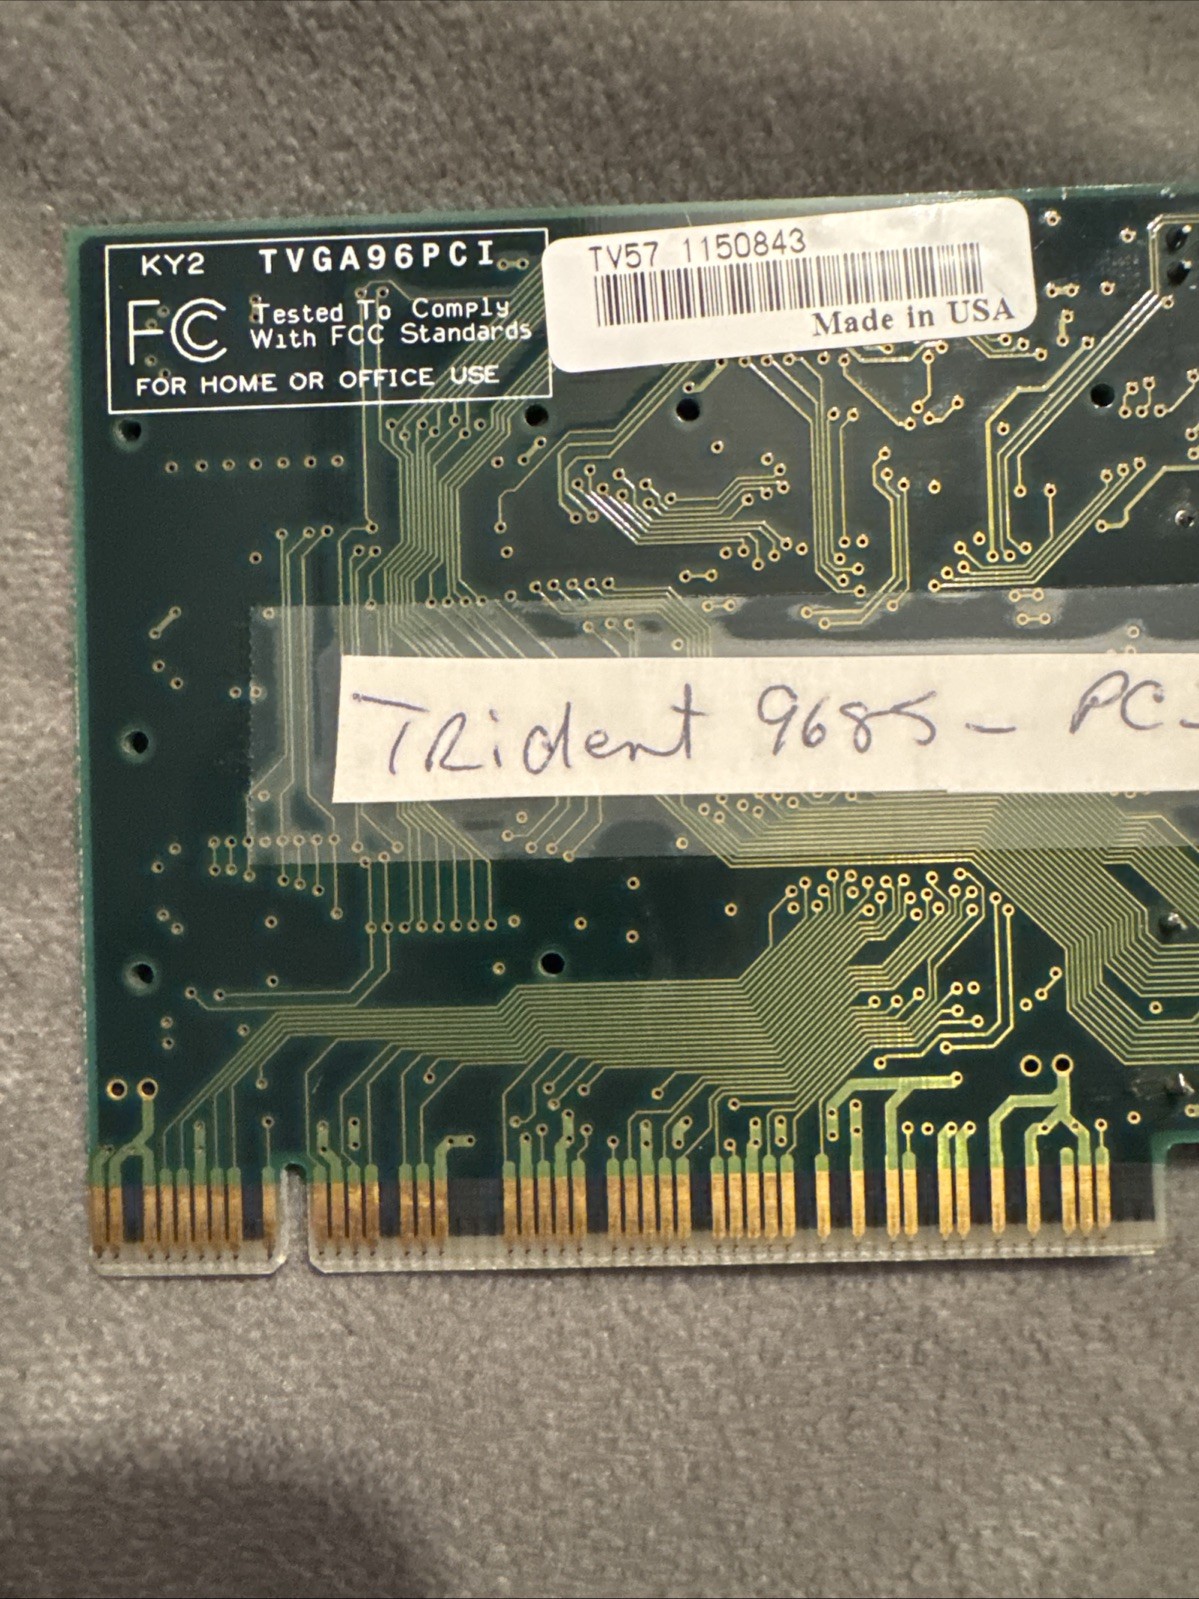 KY2 TVGA96PCI
FC Tested To Comply
With FCC Standards
FOR HOME OR OFFICE USE
TV57 1150843
Made in USA
TRident 9685 - PC